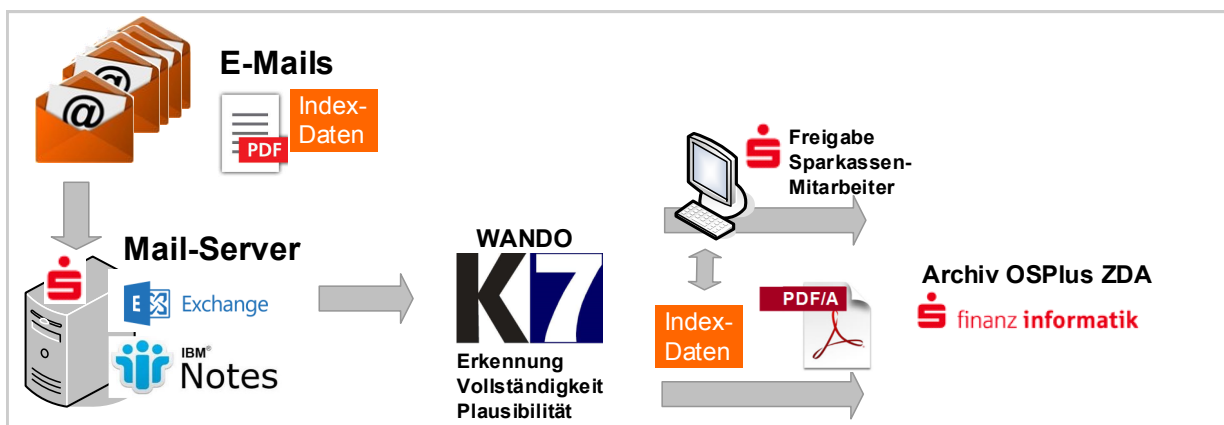 @
E-Mails
PDF
Index-
Daten
Mail-Server
E Exchange
IBM®
Notes
WANDO
K7
Erkennung
Vollständigkeit
Plausibilität
Freigabe
Sparkassen-
Mitarbeiter
Index-
Daten
PDF/A
Archiv OSPlus ZDA
finanz informatik